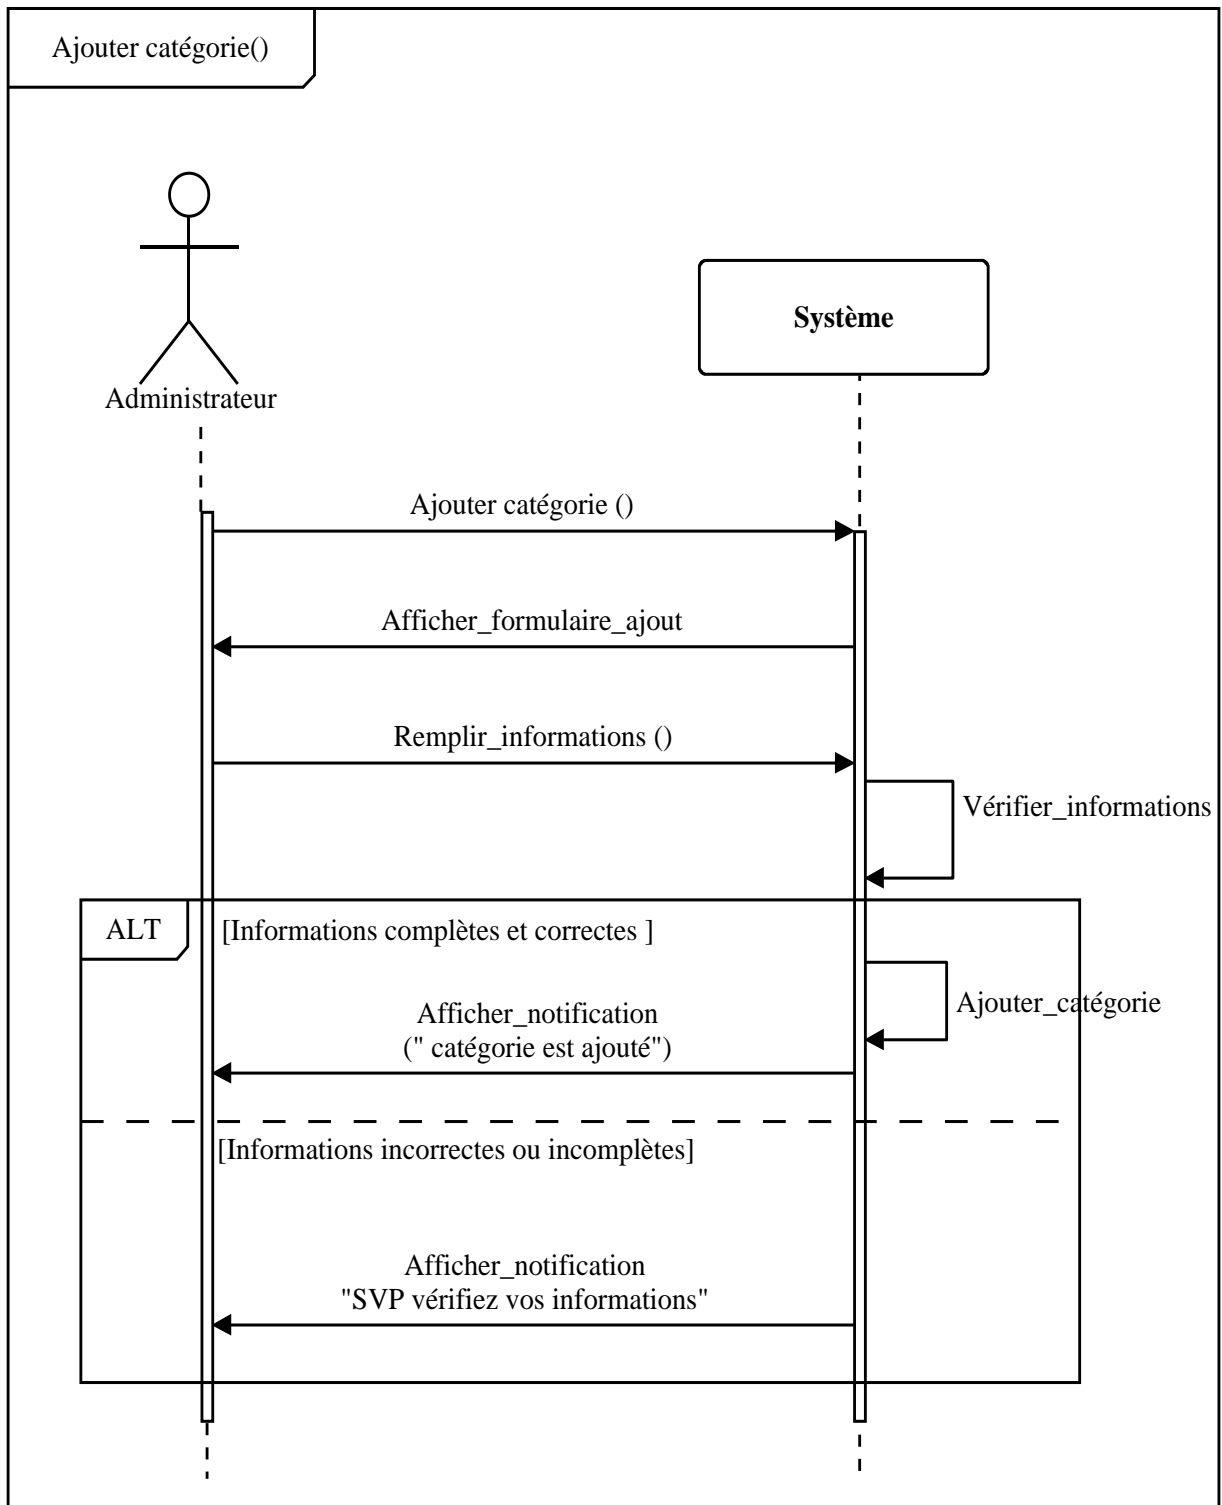 Ajouter catégorie()
Système
Administrateur
Ajouter catégorie ()
Afficher_formulaire_ajout
Remplir_informations ()
Vérifier_informations
ALT
[Informations complètes et correctes ]
Ajouter_catégorie
Afficher_notification
(" catégorie est ajouté")
[Informations incorrectes ou incomplètes]
Afficher_notification
"SVP vérifiez vos informations"